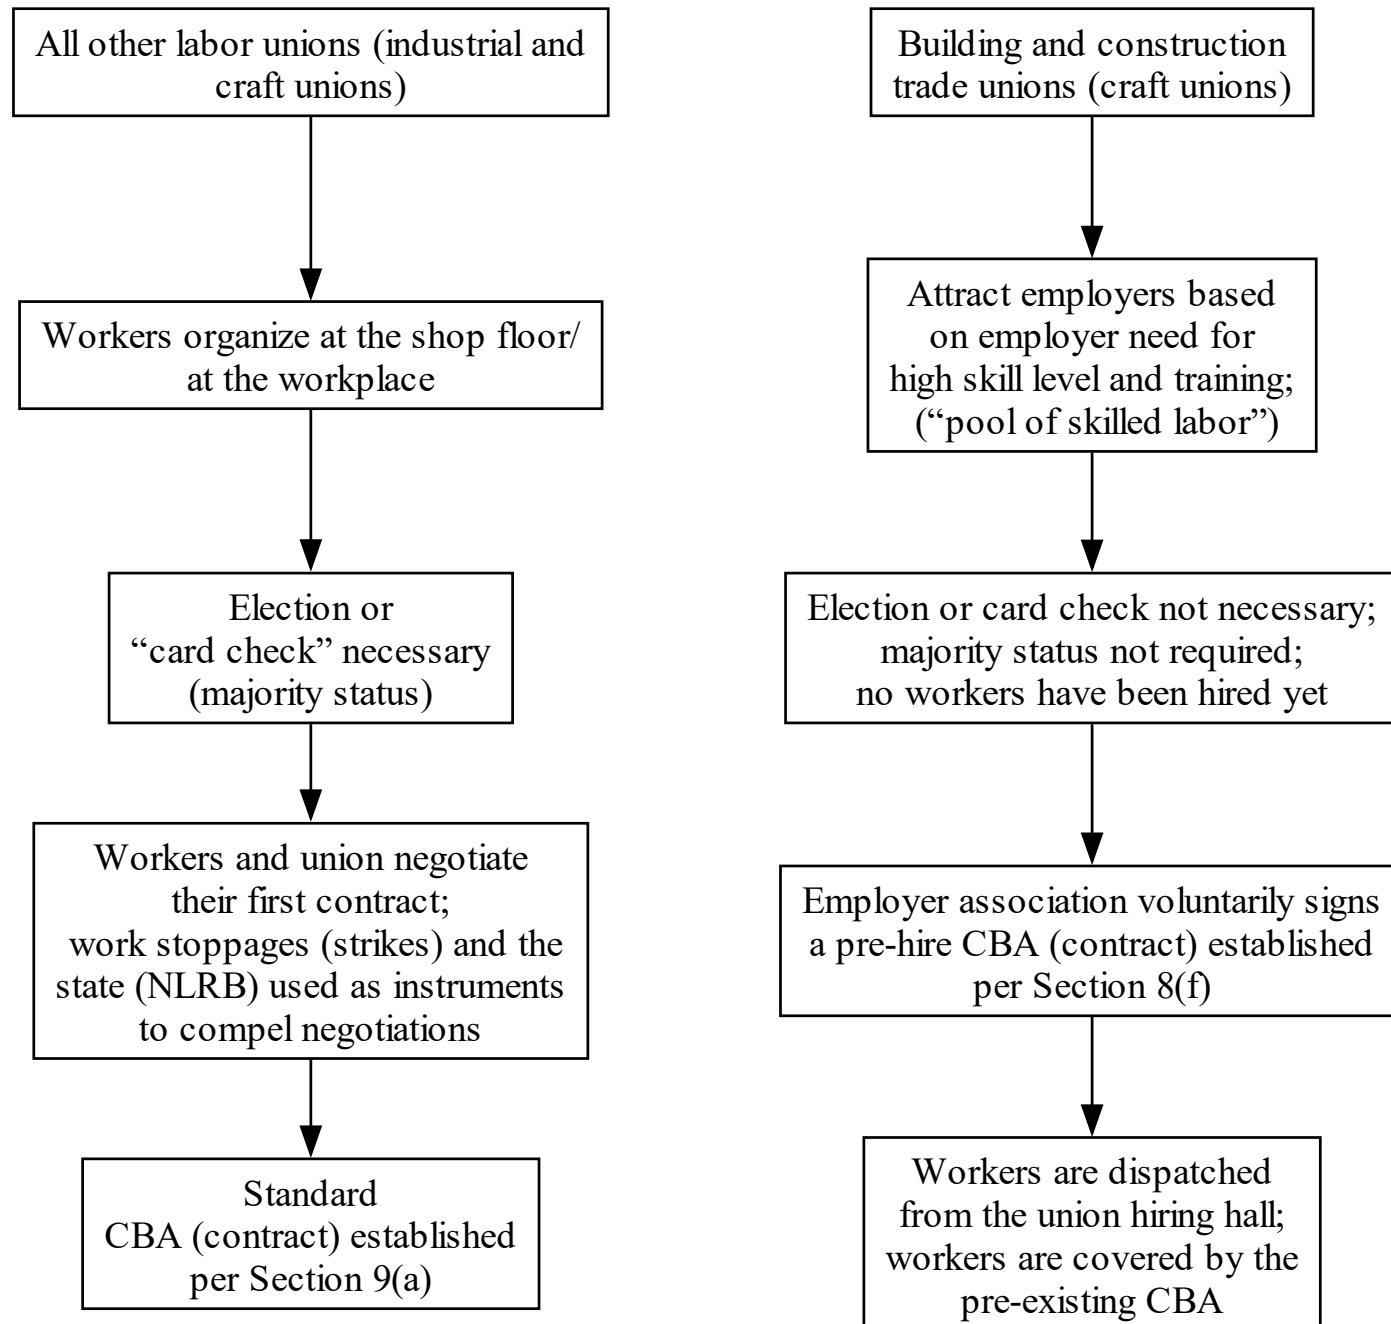 All other labor unions (industrial and
craft unions)
Workers organize at the shop floor/
at the workplace
Election or
“card check” necessary
(majority status)
Workers and union negotiate
their first contract;
work stoppages (strikes) and the
state (NLRB) used as instruments
to compel negotiations
Standard
CBA (contract) established
per Section 9(a)
Building and construction
trade unions (craft unions)
Attract employers based
on employer need for
high skill level and training;
(“pool of skilled labor”)
Election or card check not necessary;
majority status not required;
no workers have been hired yet
Employer association voluntarily signs
a pre-hire CBA (contract) established
per Section 8(f)
Workers are dispatched
from the union hiring hall;
workers are covered by the
pre-existing CBA